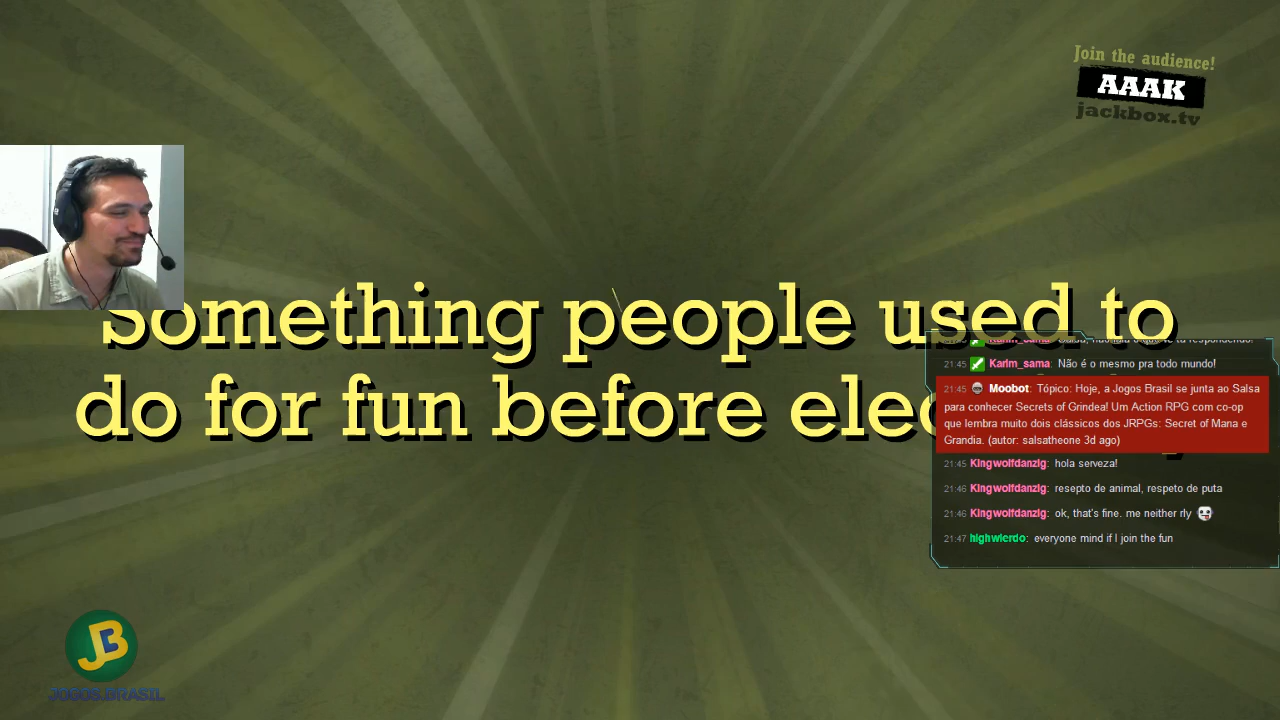 Join the audience!
AAAK
jackbox.tv
Something people used to
do for fun before elec
Karim_sama:
21:45 Karim_sama: Não é o mesmo pra todo mundo!
21:45 Moobot: Tópico: Hoje, a Jogos Brasil se junta ao Salsa
para conhecer Secrets of Grindea! Um Action RPG com co-op
que lembra muito dois clássicos dos JRPGs: Secret of Mana e
Grandia. (autor: salsatheone 3d ago)
21:45 Kingwolfdanzig: hola serveza!
21:46 Kingwolfdanzig: resepto de animal, respeto de puta
21:46 Kingwolfdanzig: ok, that's fine. me neither rly
21:47 highwierdo: everyone mind if I join the fun
JB
JOGOS.BRASIL